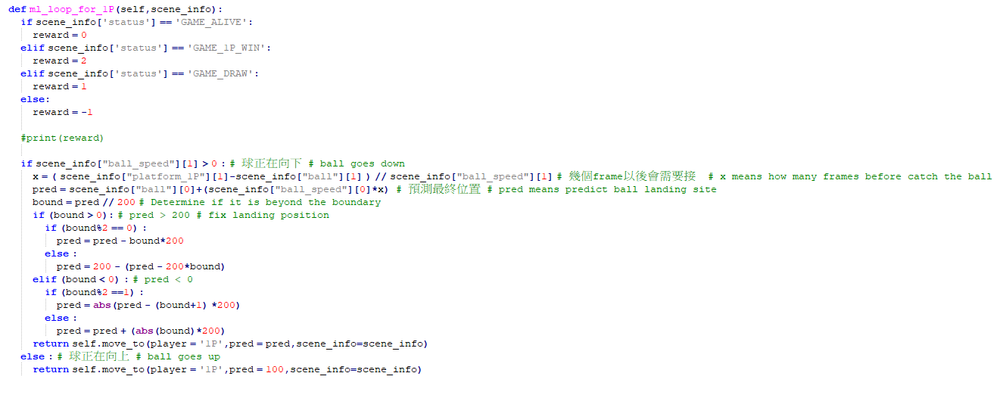 def ml_loop_for_1P(self,scene_info):
if scene_info['status'] == 'GAME_ALIVE':
reward = 0
elif scene_info['status'] == 'GAME_1P_WIN':
reward = 2
elif scene_info['status'] == 'GAME_DRAW':
reward = 1
else:
reward = -1
#print(reward)
if scene_info["ball_speed"][1] > 0 : # 球正在向下 # ball goes down
x = ( scene_info["platform_1P"][1]-scene_info["ball"][1] ) // scene_info["ball_speed"][1] # 幾個frame以後會需要接  # x means how many frames before catch the ball
pred = scene_info["ball"][0]+(scene_info["ball_speed"][0]*x) # 預測最終位置 # pred means predict ball landing site
bound = pred // 200 # Determine if it is beyond the boundary
if (bound > 0): # pred > 200 # fix landing position
if (bound%2 == 0) :
pred = pred - bound*200
else :
pred = 200 - (pred - 200*bound)
elif (bound < 0) : # pred < 0
if (bound%2 ==1) :
pred = abs(pred - (bound+1) *200)
else :
pred = pred + (abs(bound)*200)
return self.move_to(player = '1P',pred = pred,scene_info=scene_info)
else : # 球正在向上 # ball goes up
return self.move_to(player = '1P',pred = 100,scene_info=scene_info)